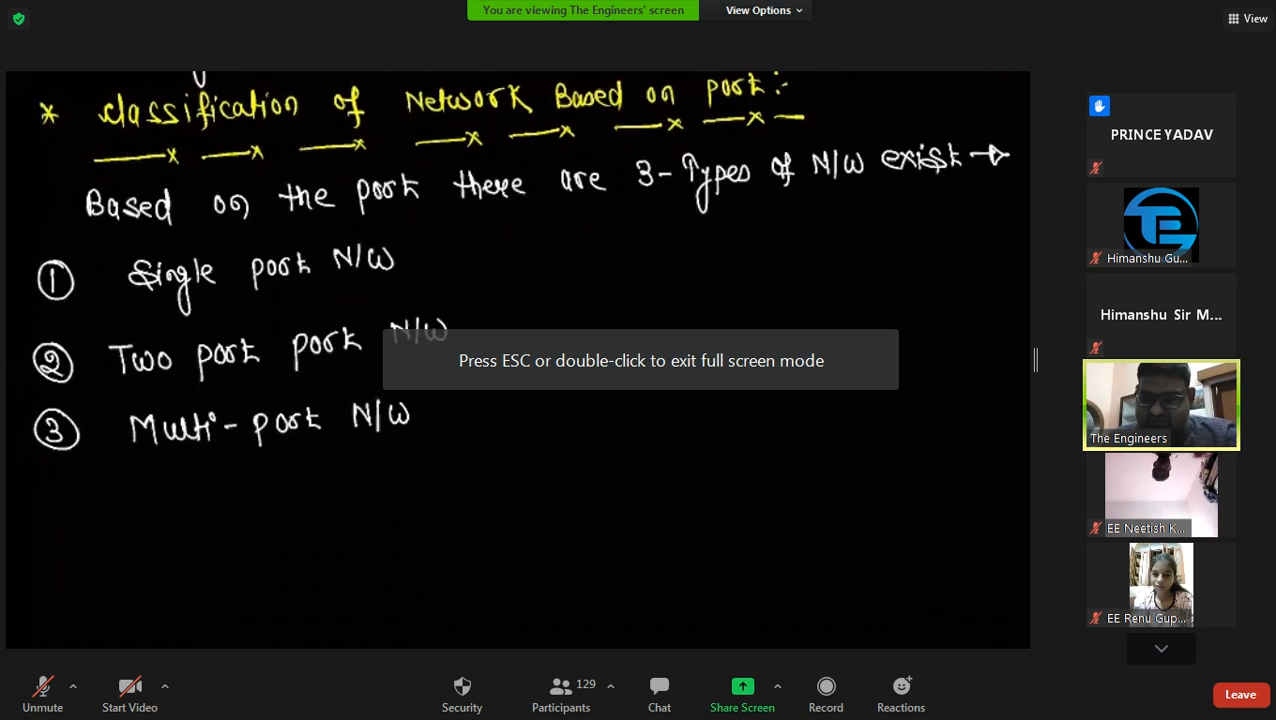 You are viewing The Engineers' screen
View Options
View
* Classification of Network Based on port:-
Based on the port there are 3-Types of N/W exist →
① Single port N/W
② Two port port N/W
③ Multi-port N/W
Press ESC or double-click to exit full screen mode
PRINCE YADAV
TE
Himanshu Gu...
Himanshu Sir M...
The Engineers
EE Neetish K...
EE Renu Gup...
Unmute
Start Video
Security
129
Participants
Chat
Share Screen
Record
Reactions
Leave